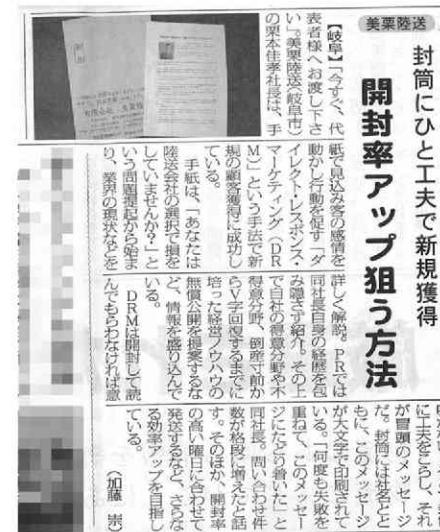 美栗陸送
封筒にひと工夫で新規獲得
開封率アップ狙う方法
【岐阜】「今すぐ、代
表者様へお渡し下さ
い」。美栗陸送(岐阜市)
の栗本佳孝社長は、手
紙で見込み客の感情を
動かし行動を促す「ダ
イレクト・レスポンス・
マーケティング(DR
M)」という手法で新
規の顧客獲得に成功し
ている。
手紙は、「あなたは
陸送会社の選択で損を
していませんか?」と
いう問題提起から始ま
り、業界の現状などを
詳しく解説。PRでは
同社長自身の経歴を包
み隠さず紹介。その上
で自社の得意分野や不
得意分野、倒産寸前か
らV字回復するまでに
培った経営ノウハウの
無償公開を提案するな
ど、情報を盛り込んで
いる。
DRMは開封して読
んでもらわなければ意
に工夫をこらし、それ
が冒頭のメッセージ
だ。封筒には社名とと
もに、このメッセージ
が大文字で印刷されて
いる。「何度も失敗を
重ねて、このメッセー
ジにたどり着いた」と
同社長。問い合わせ件
数が格段に増えたと話
す。そのほか、開封率
の高い曜日に合わせて
発送するなど、さらな
る効率アップを目指し
ている。
(加藤 崇)